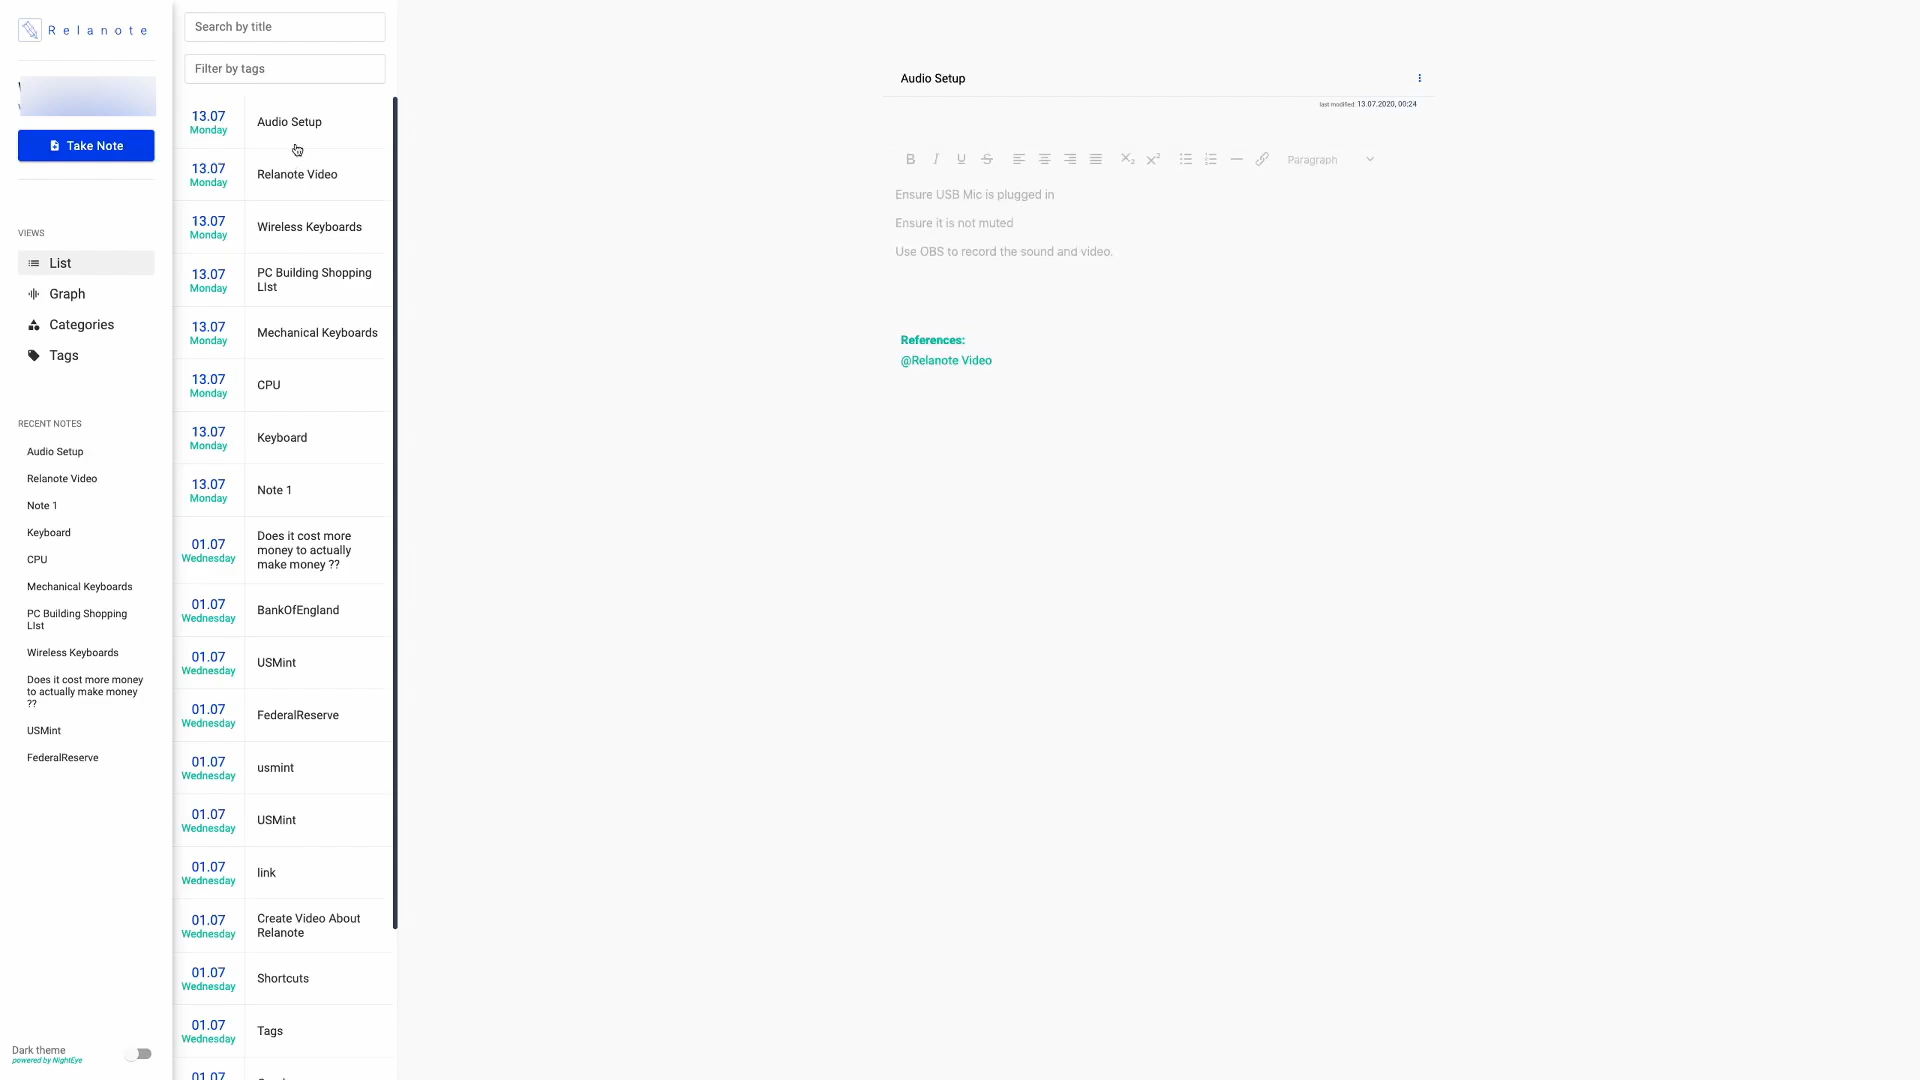 Relanote
Take Note
VIEWS
List
Graph
Categories
Tags
RECENT NOTES
Audio Setup
Relanote Video
Note 1
Keyboard
CPU
Mechanical Keyboards
PC Building Shopping
LIst
Wireless Keyboards
Does it cost more money
to actually make money
??
USMint
FederalReserve
Dark theme
powered by NightEye
Search by title
Filter by tags
13.07
Monday
Audio Setup
13.07
Monday
Relanote Video
13.07
Monday
Wireless Keyboards
13.07
Monday
PC Building Shopping
LIst
13.07
Monday
Mechanical Keyboards
13.07
Monday
CPU
13.07
Monday
Keyboard
13.07
Monday
Note 1
01.07
Wednesday
Does it cost more
money to actually
make money ??
01.07
Wednesday
BankOfEngland
01.07
Wednesday
USMint
01.07
Wednesday
FederalReserve
01.07
Wednesday
usmint
01.07
Wednesday
USMint
01.07
Wednesday
link
01.07
Wednesday
Create Video About
Relanote
01.07
Wednesday
Shortcuts
01.07
Wednesday
Tags
01.07
Audio Setup
last modified: 13.07.2020, 00:24
Paragraph
Ensure USB Mic is plugged in
Ensure it is not muted
Use OBS to record the sound and video.
References:
@Relanote Video